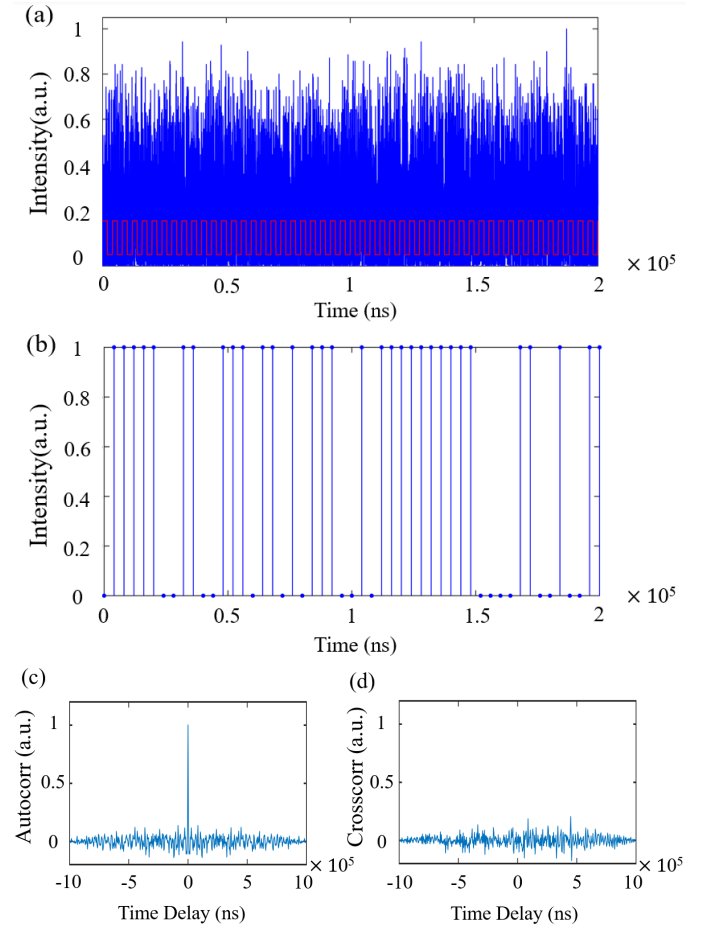 (a)
Intensity(a.u.)
1
0.8
0.6
0.4
0.2
0
0 0.5 1 1.5 2
× 10⁵
Time (ns)
(b)
Intensity(a.u.)
1
0.8
0.6
0.4
0.2
0
0 0.5 1 1.5 2
× 10⁵
Time (ns)
(c)
Autocorr (a.u.)
1
0.5
0
-10 -5 0 5 10
× 10⁵
Time Delay (ns)
(d)
Crosscorr (a.u.)
1
0.5
0
-10 -5 0 5 10
× 10⁵
Time Delay (ns)